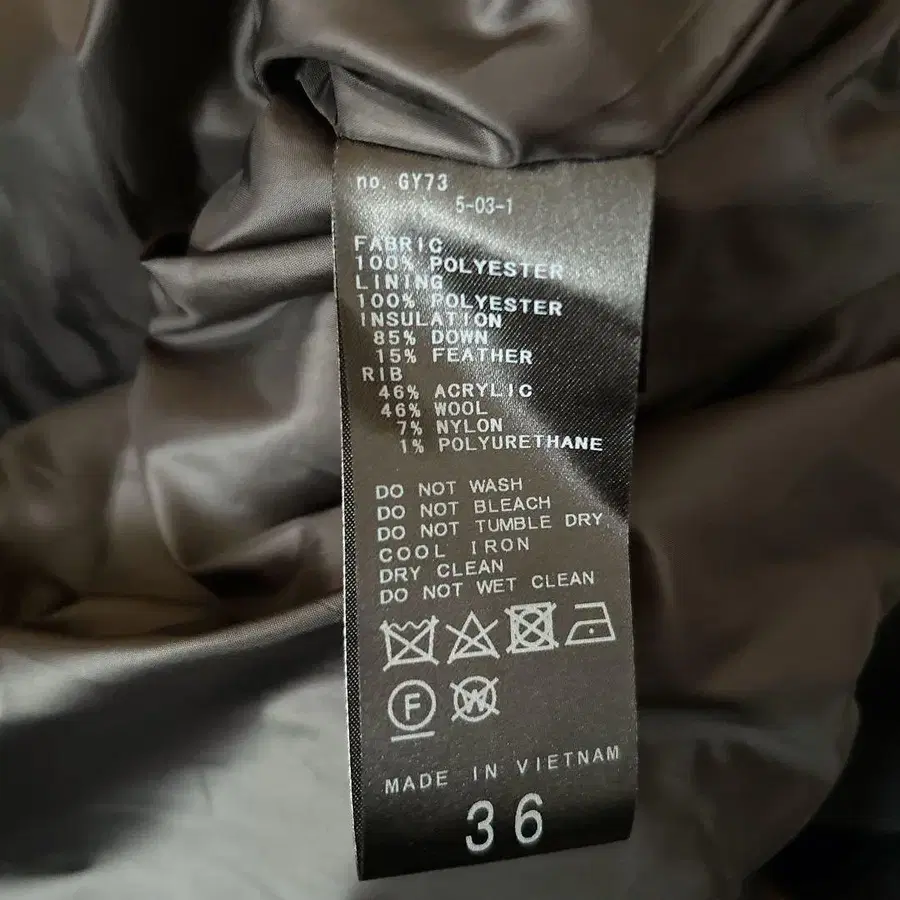 no. GY73
5-03-1
FABRIC
100% POLYESTER
LINING
100% POLYESTER
INSULATION
85% DOWN
15% FEATHER
RIB
46% ACRYLIC
46% WOOL
7% NYLON
1% POLYURETHANE
DO NOT WASH
DO NOT BLEACH
DO NOT TUMBLE DRY
COOL IRON
DRY CLEAN
DO NOT WET CLEAN
F W
MADE IN VIETNAM
36